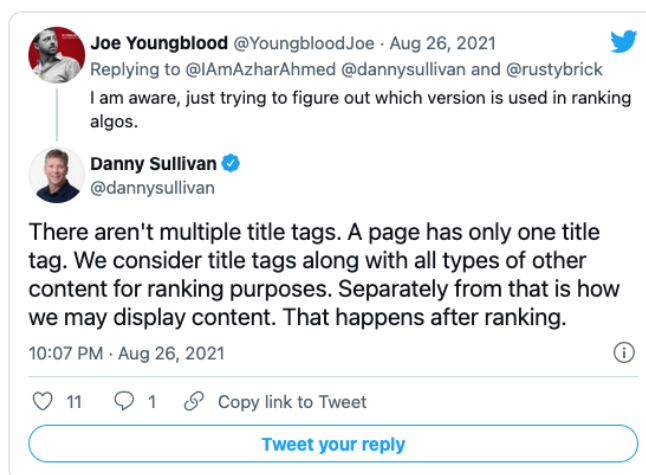 Joe Youngblood @YoungbloodJoe · Aug 26, 2021
Replying to @IAmAzharAhmed @dannysullivan and @rustybrick
I am aware, just trying to figure out which version is used in ranking
algos.
Danny Sullivan
@dannysullivan
There aren't multiple title tags. A page has only one title
tag. We consider title tags along with all types of other
content for ranking purposes. Separately from that is how
we may display content. That happens after ranking.
10:07 PM · Aug 26, 2021
11 1 Copy link to Tweet
Tweet your reply